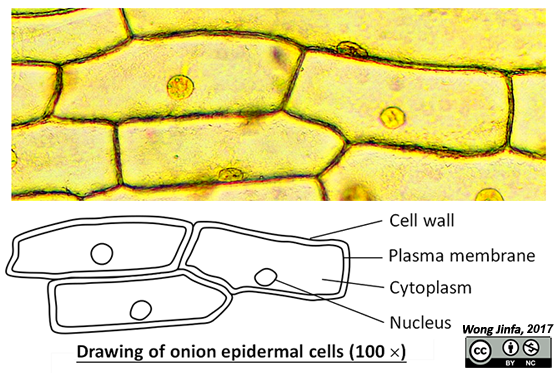 Cell wall
Plasma membrane
Cytoplasm
Nucleus
Wong Jinfa, 2017
cc
BY NC
Drawing of onion epidermal cells (100 ×)